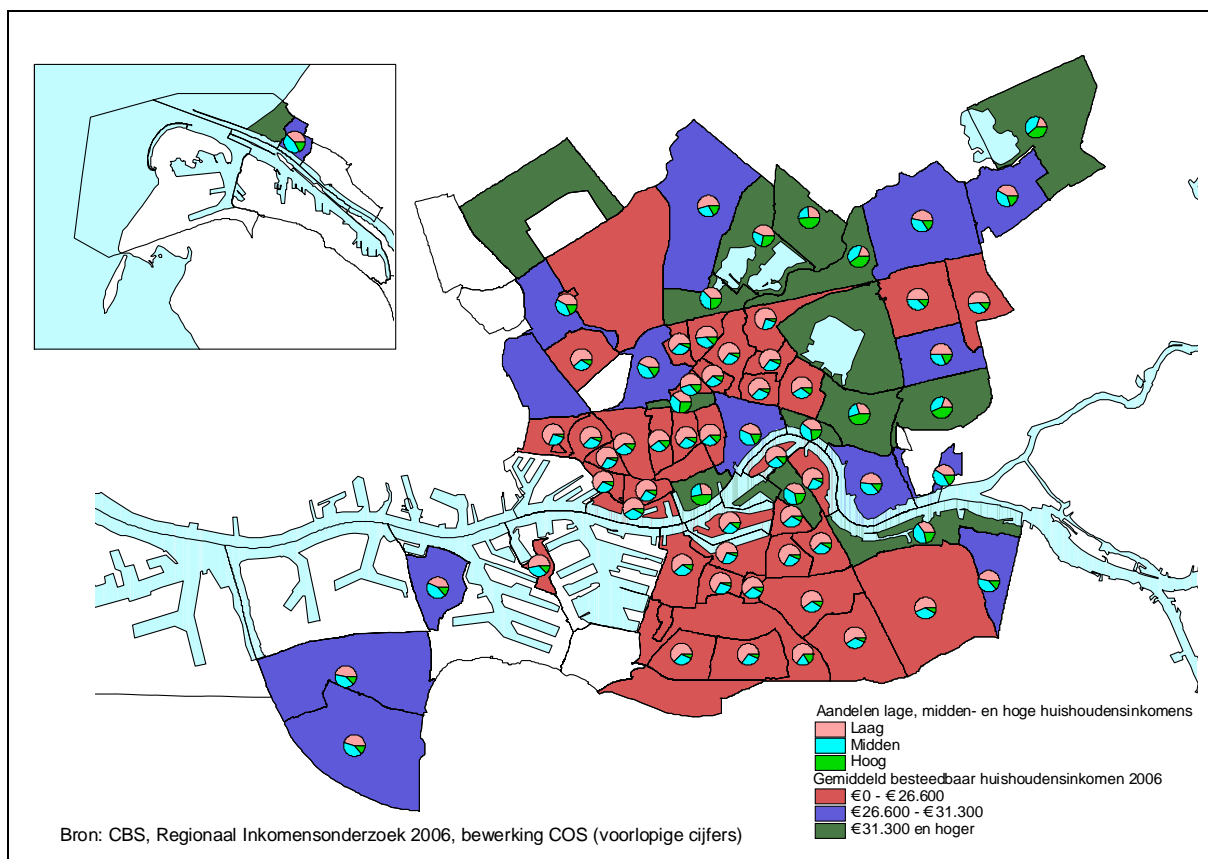 Aandelen lage, midden- en hoge huishoudensinkomens
Laag
Midden
Hoog
Gemiddeld besteedbaar huishoudensinkomen 2006
€0 - €26.600
€26.600 - €31.300
€31.300 en hoger
Bron: CBS, Regionaal Inkomensonderzoek 2006, bewerking COS (voorlopige cijfers)